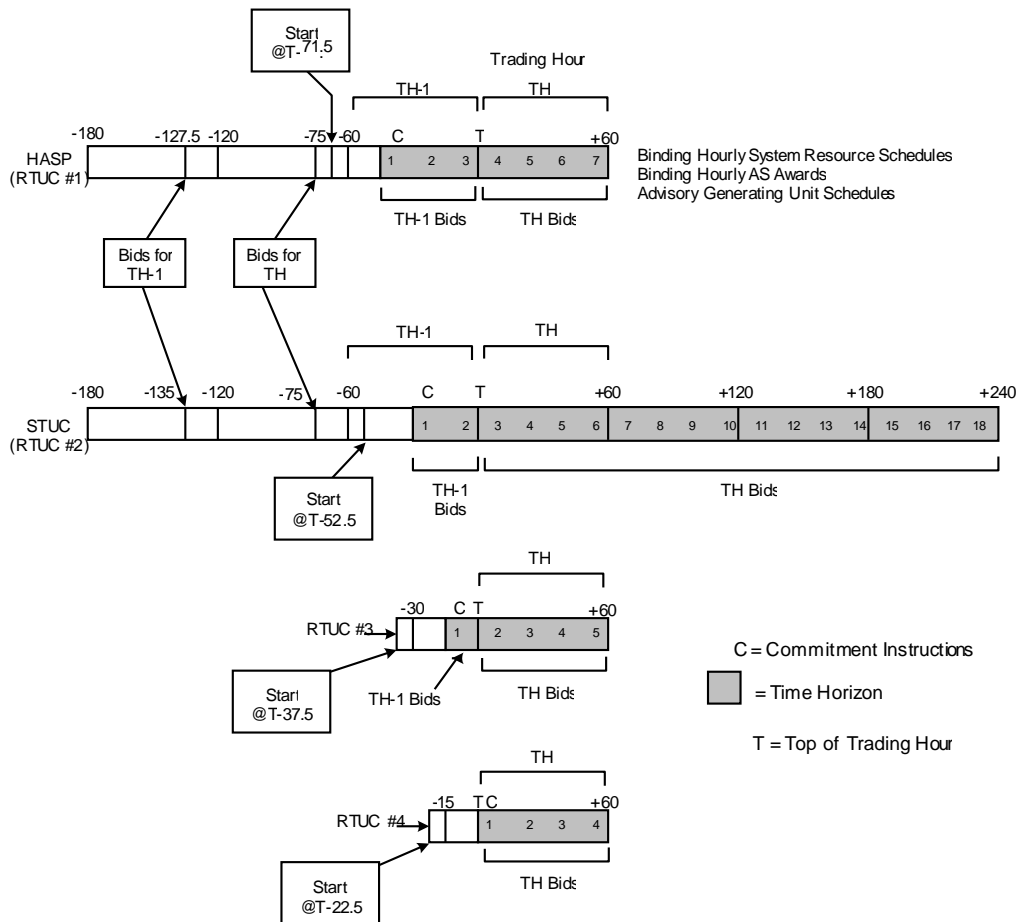 Start
@T-71.5
Trading Hour
TH-1
TH
-180
-127.5
-120
-75
-60
C
T
+60
HASP
(RTUC #1)
1
2
3
4
5
6
7
Binding Hourly System Resource Schedules
Binding Hourly AS Awards
Advisory Generating Unit Schedules
TH-1 Bids
TH Bids
Bids for
TH-1
Bids for
TH
TH-1
TH
-180
-135
-120
-75
-60
C
T
+60
+120
+180
+240
STUC
(RTUC #2)
1
2
3
4
5
6
7
8
9
10
11
12
13
14
15
16
17
18
TH-1
Bids
TH Bids
Start
@T-52.5
TH
-30
C
T
+60
RTUC #3
1
2
3
4
5
Start
@T-37.5
TH-1 Bids
TH Bids
C = Commitment Instructions
= Time Horizon
T = Top of Trading Hour
TH
-15
T
C
+60
RTUC #4
1
2
3
4
TH Bids
Start
@T-22.5